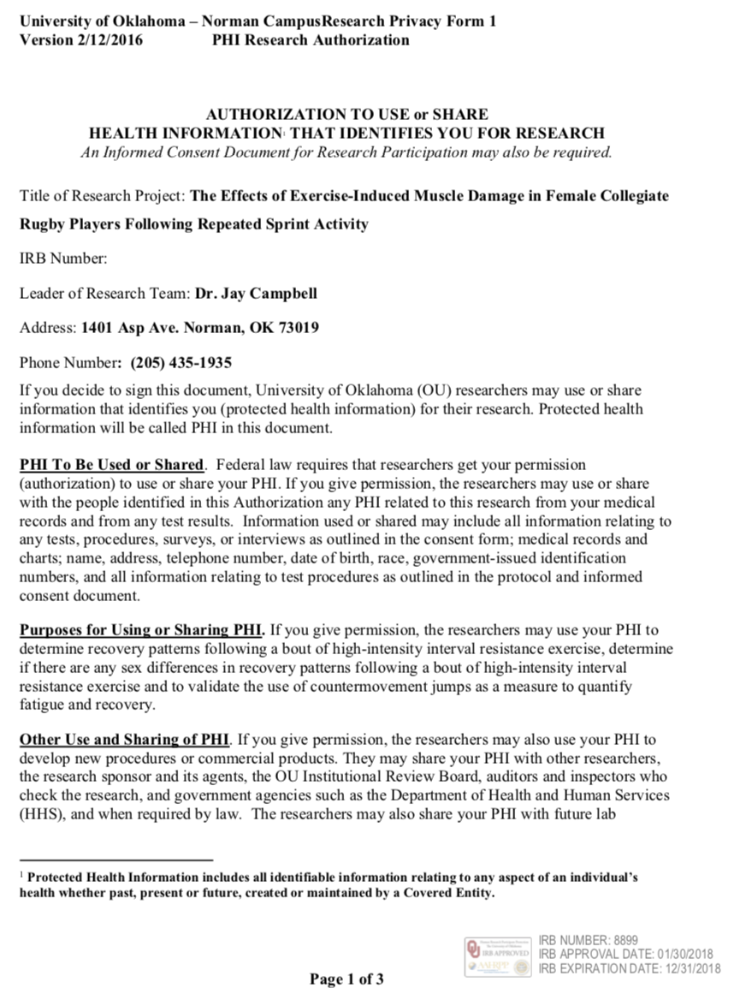 University of Oklahoma – Norman CampusResearch Privacy Form 1
Version 2/12/2016 PHI Research Authorization
AUTHORIZATION TO USE or SHARE
HEALTH INFORMATION1 THAT IDENTIFIES YOU FOR RESEARCH
An Informed Consent Document for Research Participation may also be required.
Title of Research Project: The Effects of Exercise-Induced Muscle Damage in Female Collegiate
Rugby Players Following Repeated Sprint Activity
IRB Number:
Leader of Research Team: Dr. Jay Campbell
Address: 1401 Asp Ave. Norman, OK 73019
Phone Number: (205) 435-1935
If you decide to sign this document, University of Oklahoma (OU) researchers may use or share
information that identifies you (protected health information) for their research. Protected health
information will be called PHI in this document.
PHI To Be Used or Shared. Federal law requires that researchers get your permission
(authorization) to use or share your PHI. If you give permission, the researchers may use or share
with the people identified in this Authorization any PHI related to this research from your medical
records and from any test results. Information used or shared may include all information relating to
any tests, procedures, surveys, or interviews as outlined in the consent form; medical records and
charts; name, address, telephone number, date of birth, race, government-issued identification
numbers, and all information relating to test procedures as outlined in the protocol and informed
consent document.
Purposes for Using or Sharing PHI. If you give permission, the researchers may use your PHI to
determine recovery patterns following a bout of high-intensity interval resistance exercise, determine
if there are any sex differences in recovery patterns following a bout of high-intensity interval
resistance exercise and to validate the use of countermovement jumps as a measure to quantify
fatigue and recovery.
Other Use and Sharing of PHI. If you give permission, the researchers may also use your PHI to
develop new procedures or commercial products. They may share your PHI with other researchers,
the research sponsor and its agents, the OU Institutional Review Board, auditors and inspectors who
check the research, and government agencies such as the Department of Health and Human Services
(HHS), and when required by law. The researchers may also share your PHI with future lab
1 Protected Health Information includes all identifiable information relating to any aspect of an individual's
health whether past, present or future, created or maintained by a Covered Entity.
IRB APPROVED
AAHRPP
IRB NUMBER: 8899
IRB APPROVAL DATE: 01/30/2018
IRB EXPIRATION DATE: 12/31/2018
Page 1 of 3